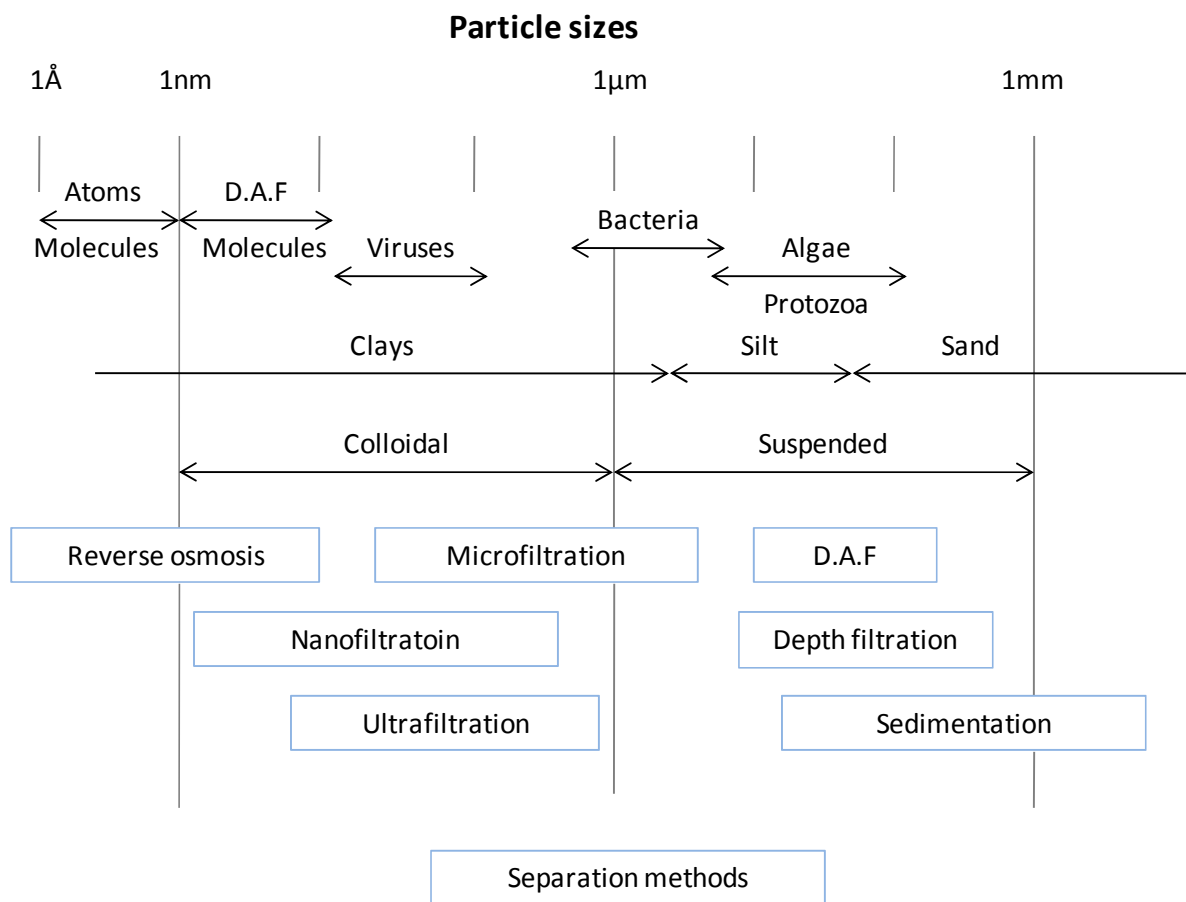 Particle sizes
1Å 1nm 1µm 1mm
Atoms D.A.F
Bacteria
Molecules Molecules Viruses Algae
Protozoa
Clays Silt Sand
Colloidal Suspended
Reverse osmosis Microfiltration D.A.F
Nanofiltratoin Depth filtration
Ultrafiltration Sedimentation
Separation methods